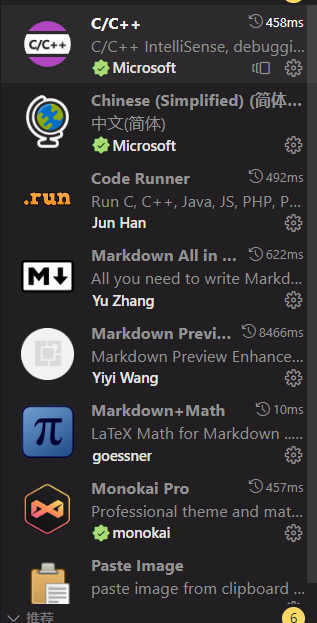 C/C++ 458ms
C/C++
C/C++ IntelliSense, debuggi...
Microsoft
Chinese (Simplified) (简体...
中文(简体)
Microsoft
Code Runner 492ms
.run
Run C, C++, Java, JS, PHP, P...
Jun Han
Markdown All in ... 622ms
M
All you need to write Markd...
Yu Zhang
Markdown Previ... 8466ms
Markdown Preview Enhance...
Yiyi Wang
Markdown+Math 10ms
π
LaTeX Math for Markdown .....
goessner
Monokai Pro 457ms
Professional theme and mat...
monokai
Paste Image
paste image from clipboard ...
推荐 6